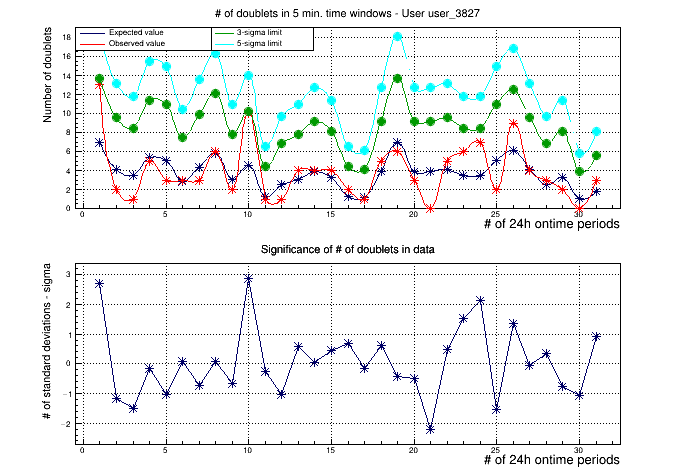 # of doublets in 5 min. time windows - User user_3827
Number of doublets
Expected value
3-sigma limit
Observed value
5-sigma limit
18
16
14
12
10
8
6
4
2
0
0 5 10 15 20 25 30
# of 24h ontime periods
Significance of # of doublets in data
# of standard deviations - sigma
3
2
1
0
−1
−2
0 5 10 15 20 25 30
# of 24h ontime periods